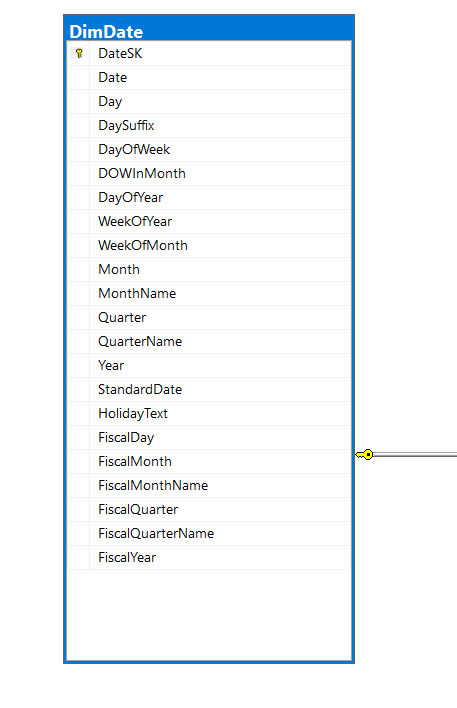 DimDate
DateSK
Date
Day
DaySuffix
DayOfWeek
DOWInMonth
DayOfYear
WeekOfYear
WeekOfMonth
Month
MonthName
Quarter
QuarterName
Year
StandardDate
HolidayText
FiscalDay
FiscalMonth
FiscalMonthName
FiscalQuarter
FiscalQuarterName
FiscalYear